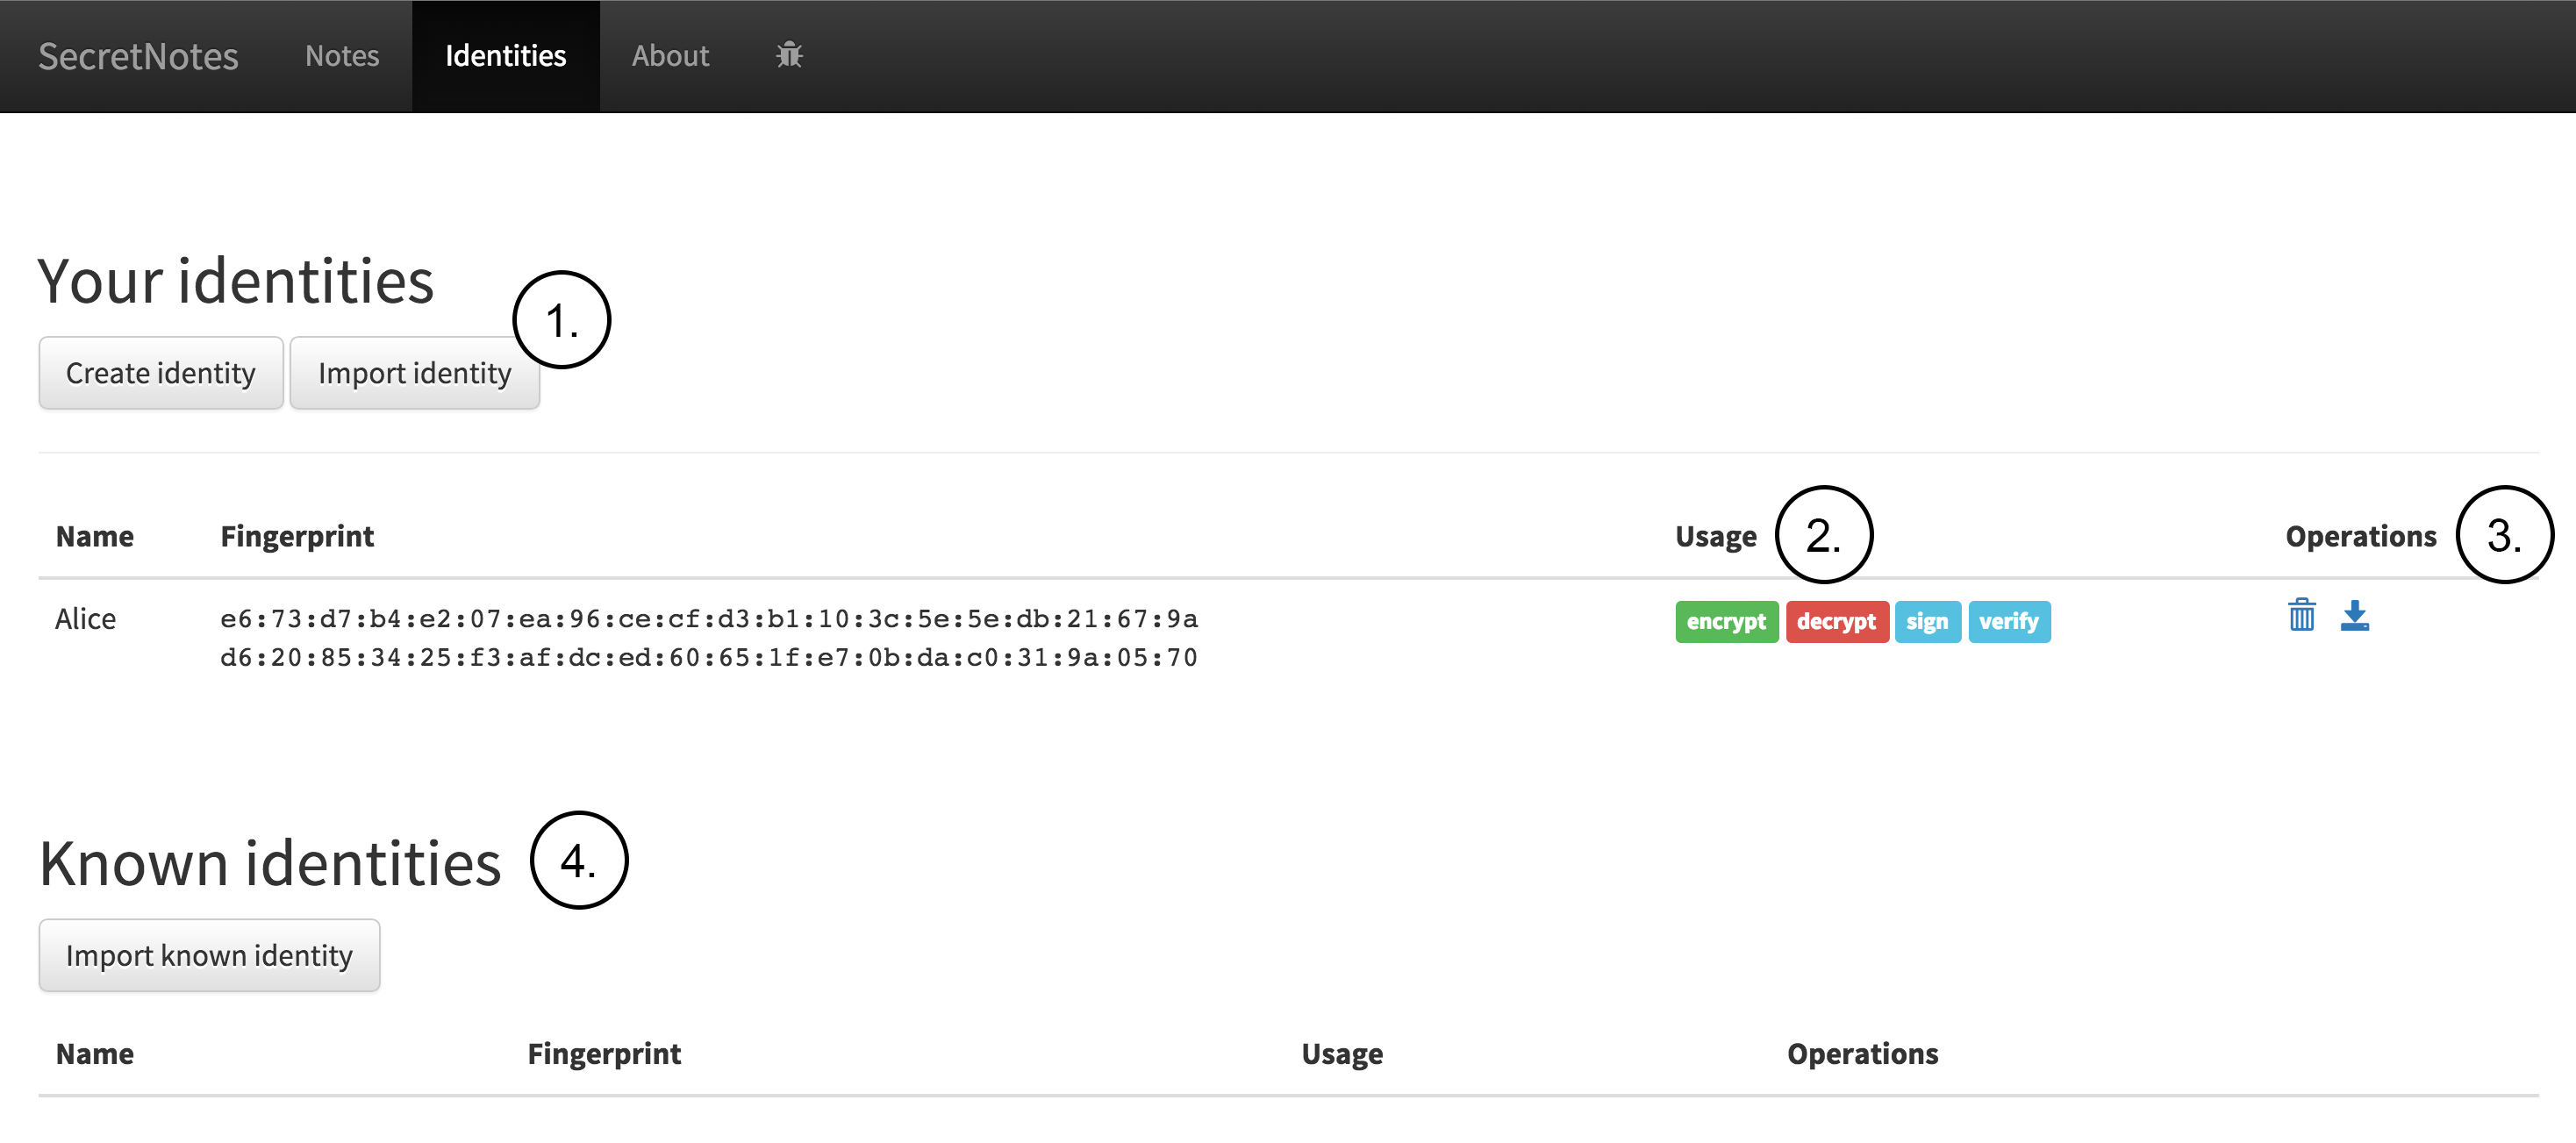 SecretNotes Notes Identities About
Your identities
1.
Create identity Import identity
Name Fingerprint Usage 2. Operations 3.
Alice e6:73:d7:b4:e2:07:ea:96:ce:cf:d3:b1:10:3c:5e:5e:db:21:67:9a encrypt decrypt sign verify
d6:20:85:34:25:f3:af:dc:ed:60:65:1f:e7:0b:da:c0:31:9a:05:70
Known identities 4.
Import known identity
Name Fingerprint Usage Operations